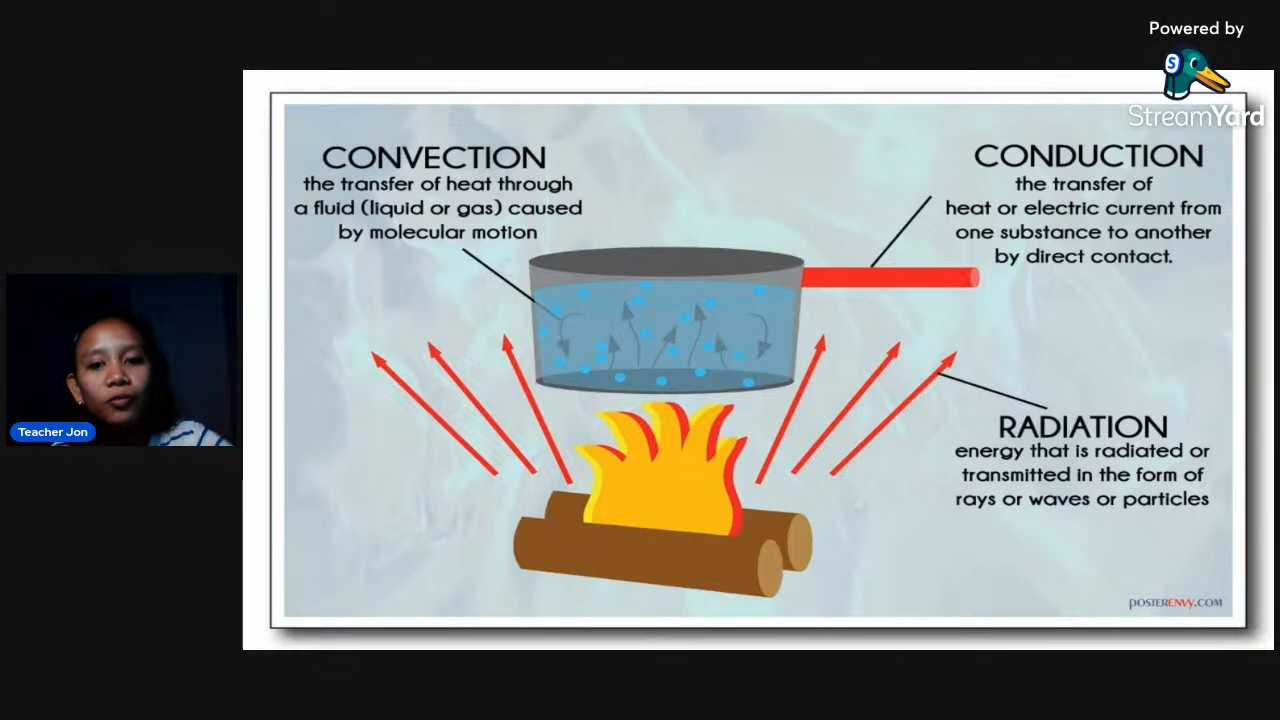 Powered by
S
StreamYard
CONVECTION
the transfer of heat through
a fluid (liquid or gas) caused
by molecular motion
CONDUCTION
the transfer of
heat or electric current from
one substance to another
by direct contact.
RADIATION
energy that is radiated or
transmitted in the form of
rays or waves or particles
Teacher Jon
POSTERENVY.COM